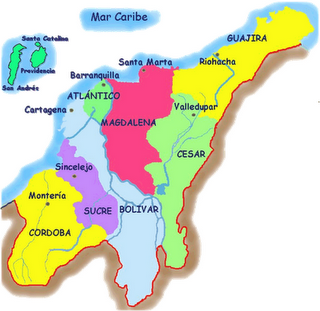 Mar Caribe
GUAJIRA
Santa Catalina
Providencia
San Andrés
Santa Marta
Riohacha
Barranquilla
ATLÁNTICO
Cartagena
Valledupar
MAGDALENA
CESAR
Sincelejo
Montería
SUCRE
BOLIVAR
CORDOBA